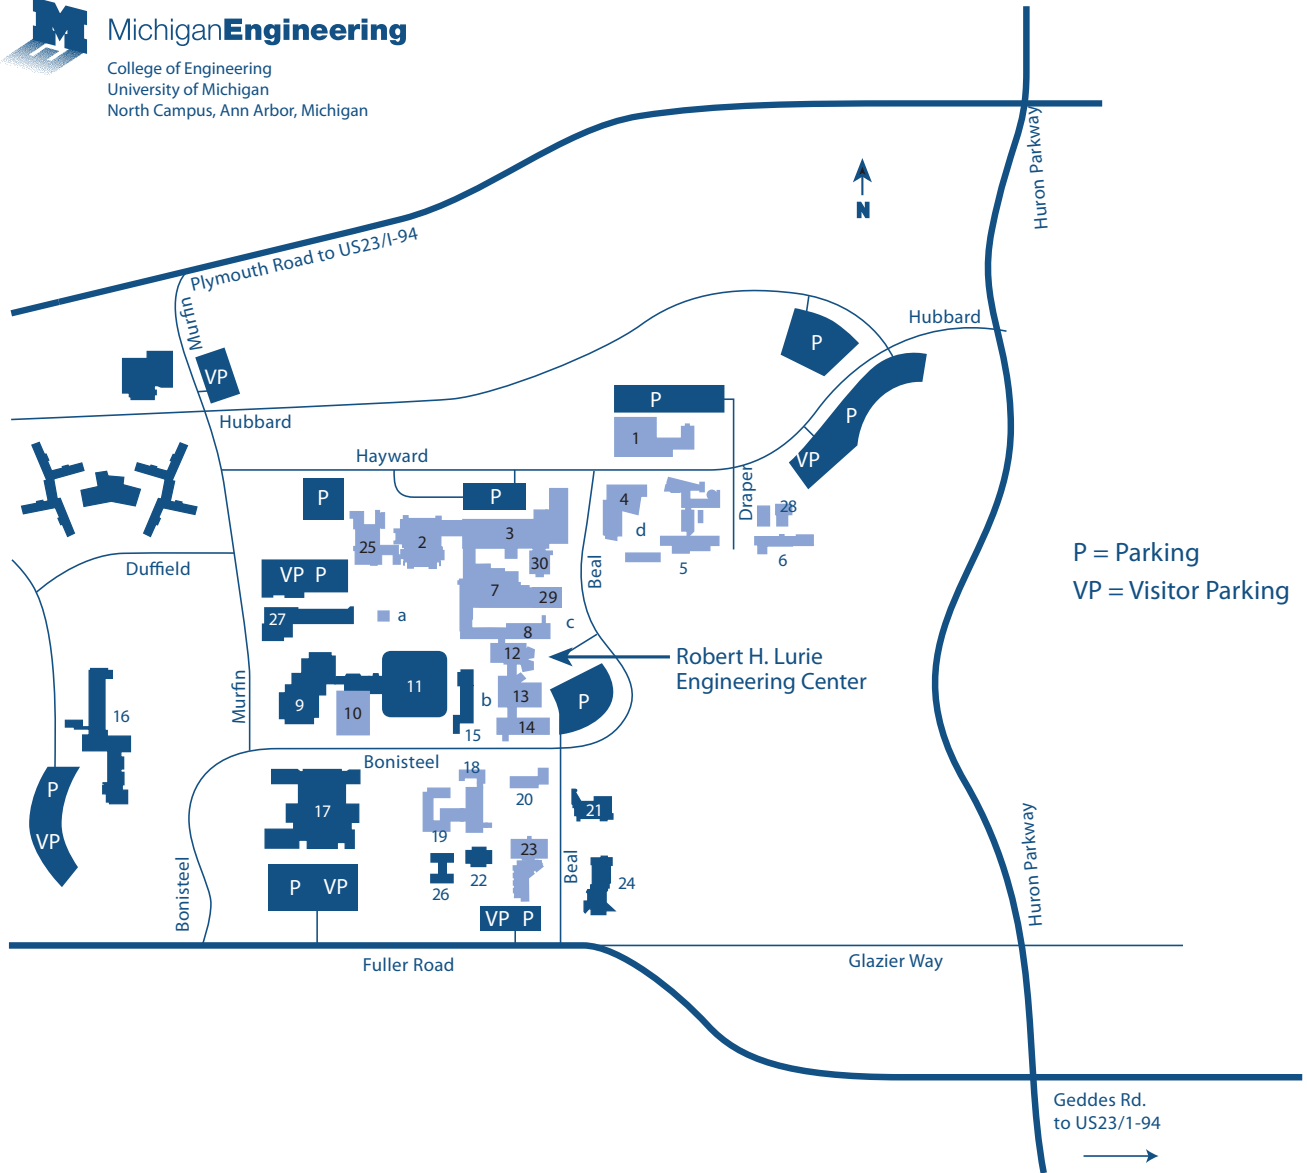 M
MichiganEngineering
College of Engineering
University of Michigan
North Campus, Ann Arbor, Michigan
Huron Parkway
N
Plymouth Road to US23/I-94
Murfin
Hubbard
P
VP
P
P
Hubbard
1
VP
Hayward
P
P
4
Draper
28
d
25
2
3
30
Beal
5
6
P = Parking
VP = Visitor Parking
Duffield
VP P
7
29
27
a
c
8
12
Robert H. Lurie
Engineering Center
Murfin
11
9
10
b
13
P
16
15
14
Bonisteel
18
P
17
20
21
VP
19
23
Huron Parkway
Bonisteel
P VP
26
22
Beal
24
VP P
Fuller Road
Glazier Way
Geddes Rd.
to US23/1-94